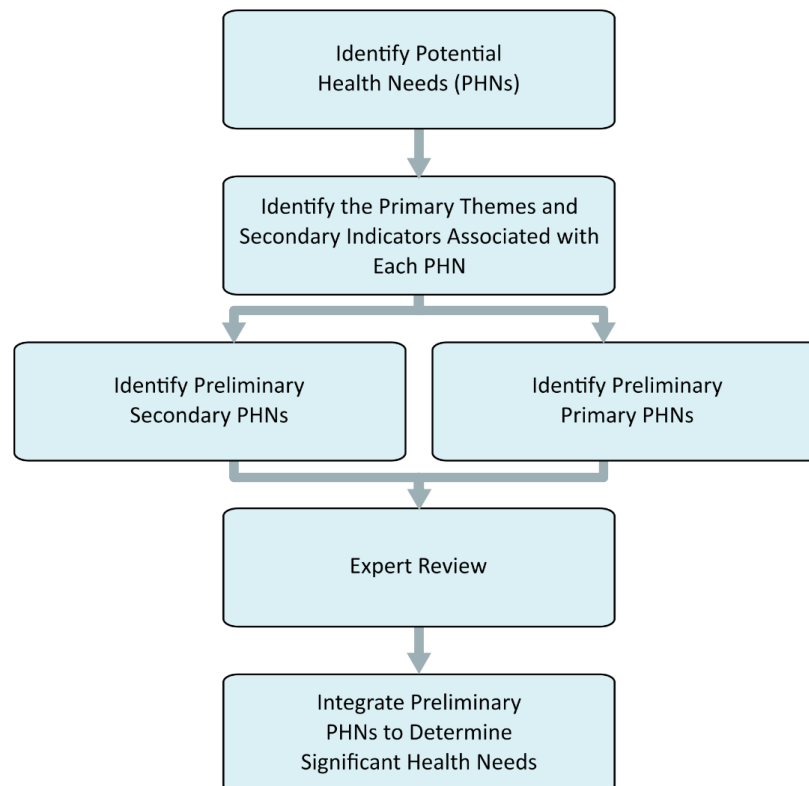 Identify Potential
Health Needs (PHNs)
Identify the Primary Themes and
Secondary Indicators Associated with
Each PHN
Identify Preliminary
Secondary PHNs
Identify Preliminary
Primary PHNs
Expert Review
Integrate Preliminary
PHNs to Determine
Significant Health Needs